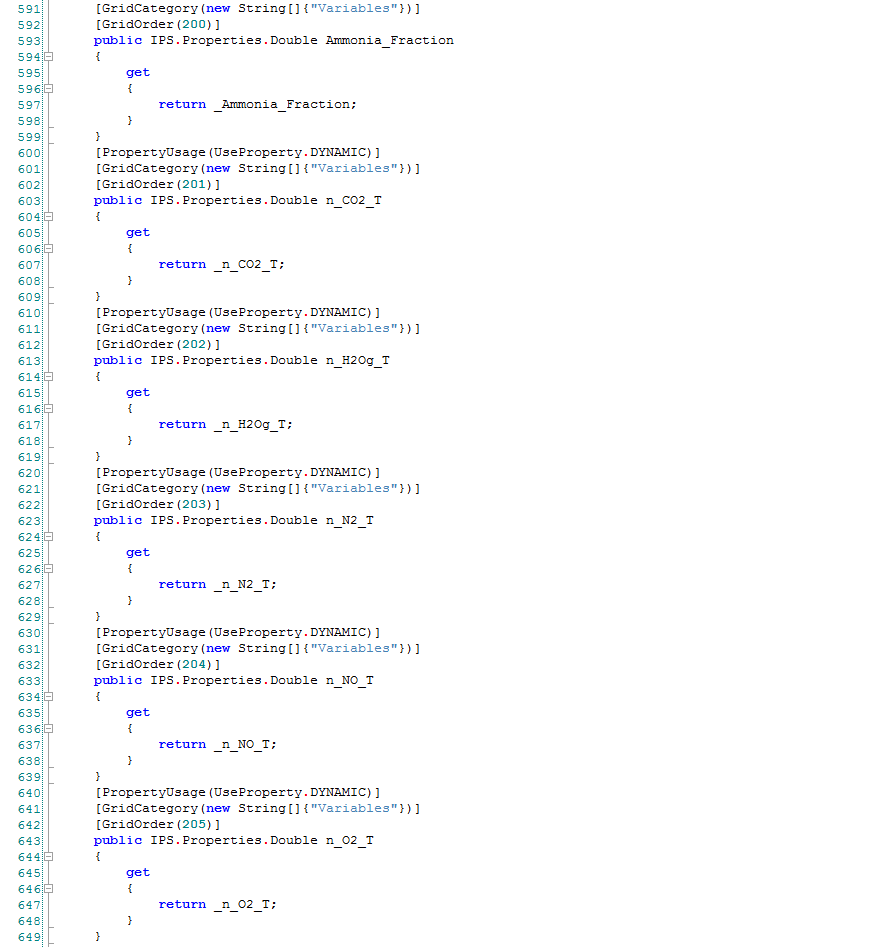 591 [GridCategory(new String[]{"Variables"})]
592 [GridOrder(200)]
593 public IPS.Properties.Double Ammonia_Fraction
594 {
595 get
596 {
597 return _Ammonia_Fraction;
598 }
599 }
600 [PropertyUsage(UseProperty.DYNAMIC)]
601 [GridCategory(new String[]{"Variables"})]
602 [GridOrder(201)]
603 public IPS.Properties.Double n_CO2_T
604 {
605 get
606 {
607 return _n_CO2_T;
608 }
609 }
610 [PropertyUsage(UseProperty.DYNAMIC)]
611 [GridCategory(new String[]{"Variables"})]
612 [GridOrder(202)]
613 public IPS.Properties.Double n_H2Og_T
614 {
615 get
616 {
617 return _n_H2Og_T;
618 }
619 }
620 [PropertyUsage(UseProperty.DYNAMIC)]
621 [GridCategory(new String[]{"Variables"})]
622 [GridOrder(203)]
623 public IPS.Properties.Double n_N2_T
624 {
625 get
626 {
627 return _n_N2_T;
628 }
629 }
630 [PropertyUsage(UseProperty.DYNAMIC)]
631 [GridCategory(new String[]{"Variables"})]
632 [GridOrder(204)]
633 public IPS.Properties.Double n_NO_T
634 {
635 get
636 {
637 return _n_NO_T;
638 }
639 }
640 [PropertyUsage(UseProperty.DYNAMIC)]
641 [GridCategory(new String[]{"Variables"})]
642 [GridOrder(205)]
643 public IPS.Properties.Double n_O2_T
644 {
645 get
646 {
647 return _n_O2_T;
648 }
649 }